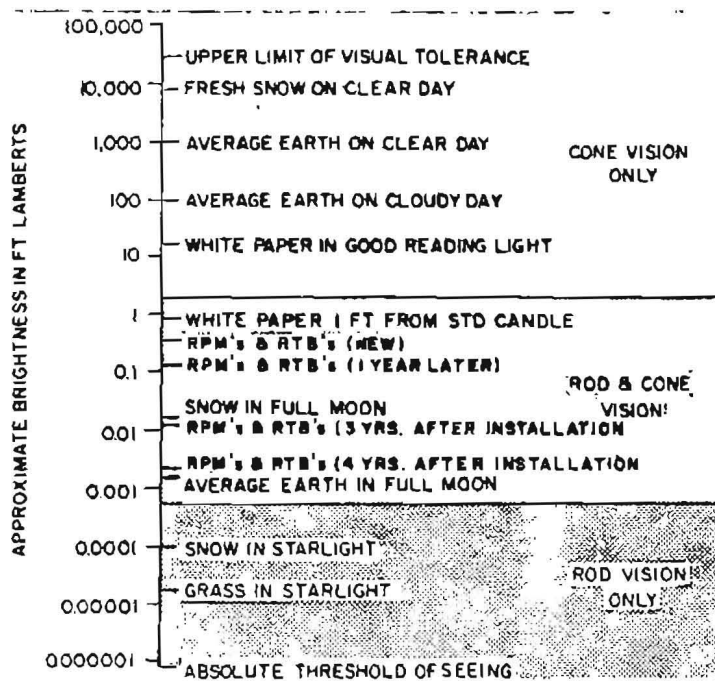 100,000
UPPER LIMIT OF VISUAL TOLERANCE
10,000 FRESH SNOW ON CLEAR DAY
1,000 AVERAGE EARTH ON CLEAR DAY
CONE VISION
ONLY
100 AVERAGE EARTH ON CLOUDY DAY
WHITE PAPER IN GOOD READING LIGHT
10
1 WHITE PAPER 1 FT FROM STD CANDLE
RPM's & RTB's (NEW)
RPM's & RTB's (1 YEAR LATER)
0.1
ROD & CONE
VISION
SNOW IN FULL MOON
0.01 RPM's & RTB's (3 YRS. AFTER INSTALLATION
RPM's & RTB's (4 YRS. AFTER INSTALLATION
0.001 AVERAGE EARTH IN FULL MOON
0.0001 SNOW IN STARLIGHT
ROD VISION
ONLY
GRASS IN STARLIGHT
0.00001
0.000001
ABSOLUTE THRESHOLD OF SEEING
APPROXIMATE BRIGHTNESS IN FT LAMBERTS